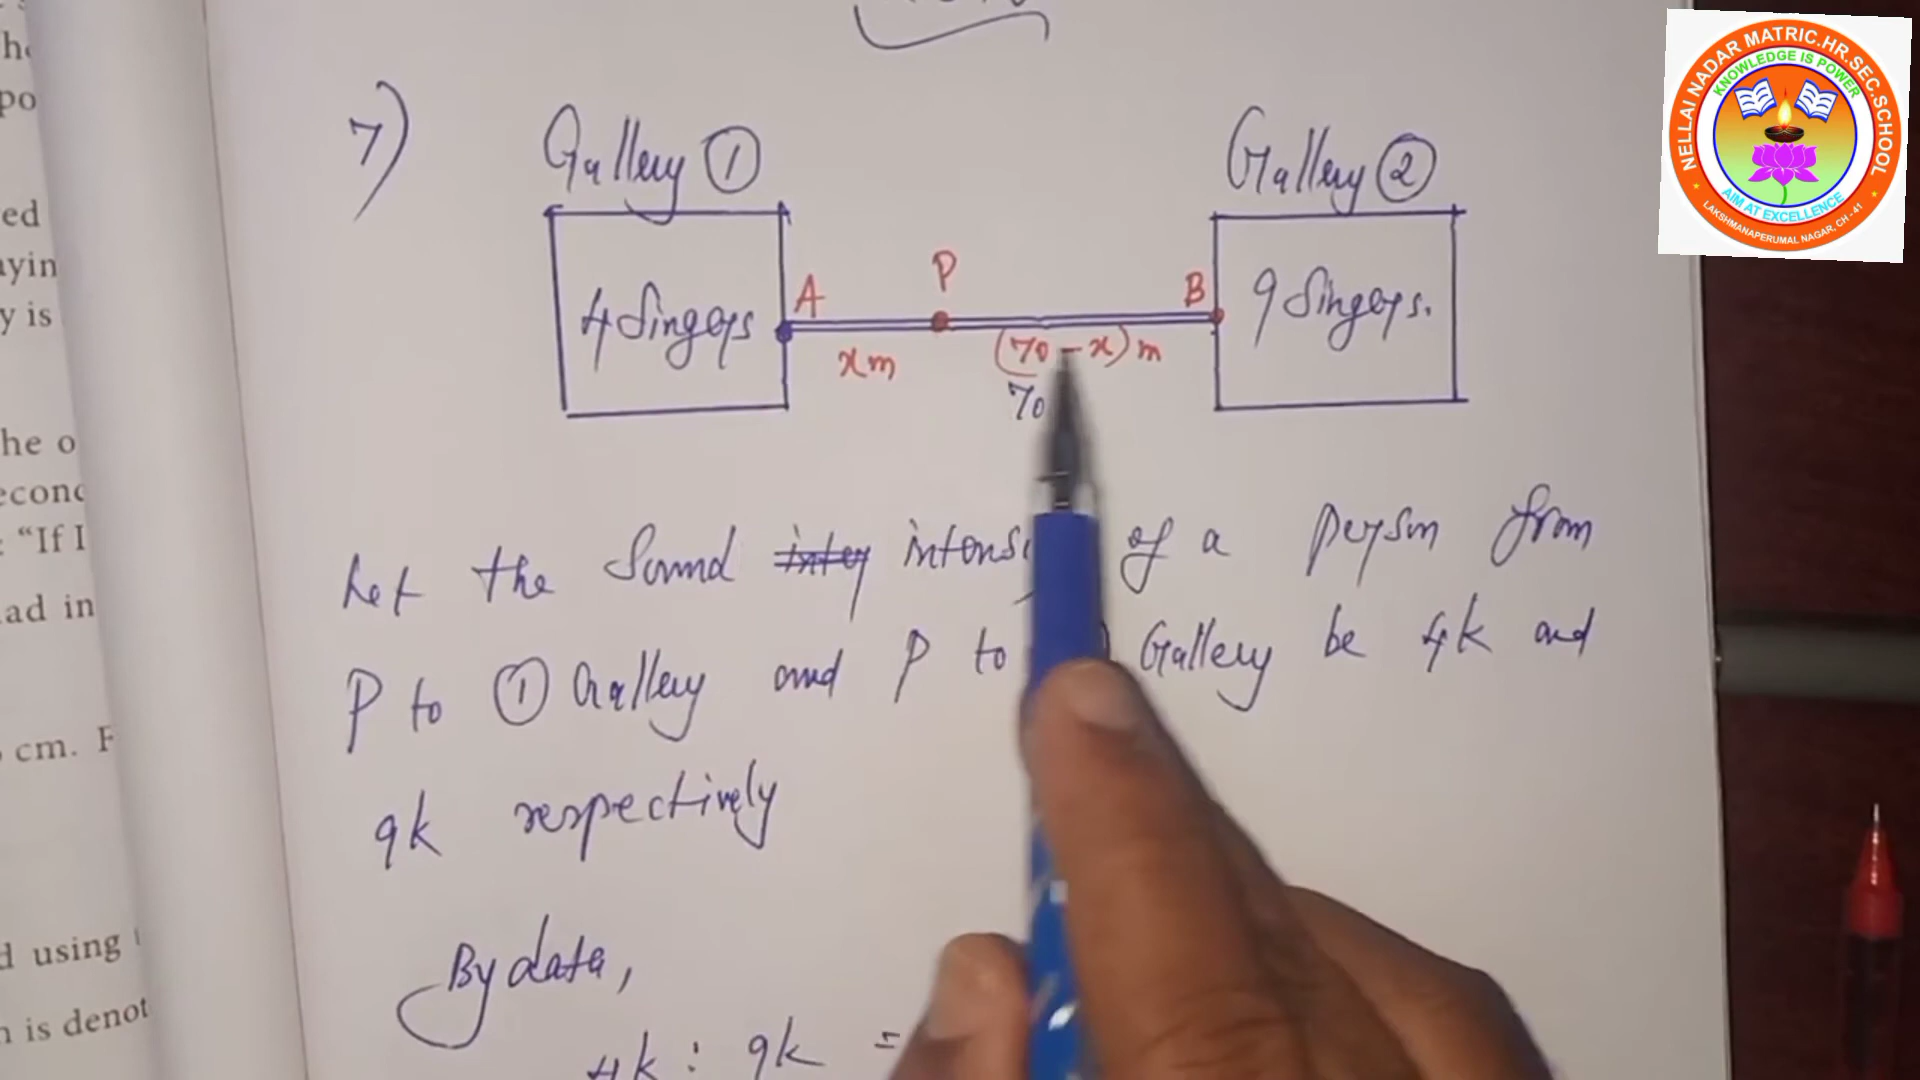 7)
Gallery ① Gallery ②
A P B
4 Singers 9 Singers.
x m (70 - x) m
70
Let the Sound intensi of a person from
P to ① Gallery and P to Gallery be 4k and
9k respectively
By data,
4k : 9k =
he
po
ed
ayin
y is
he o
econd
: "If I
ad in
cm. F
d using
is denot
NELLAI NADAR MATRIC.HR.SEC.SCHOOL
KNOWLEDGE IS POWER
AIM AT EXCELLENCE
LAKSHMANAPERUMAL NAGAR, CH - 41